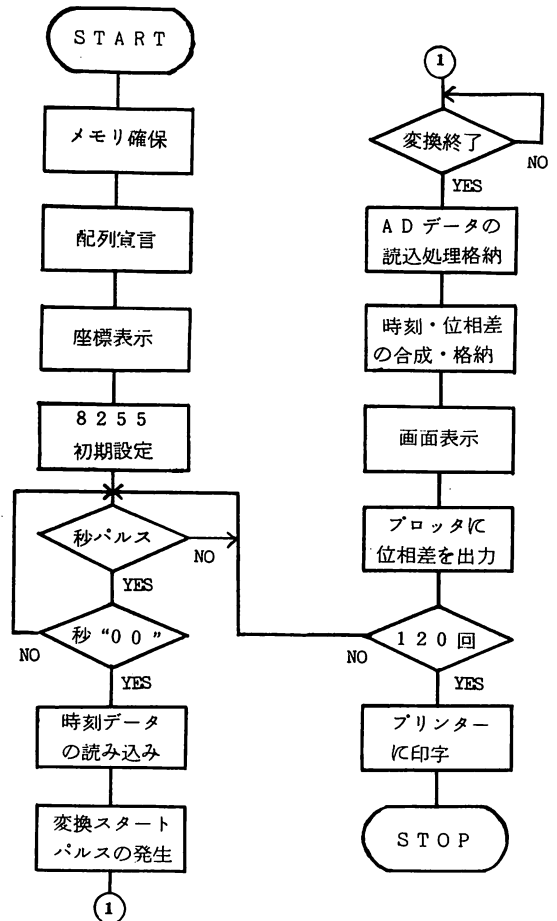 START
メモリ確保
配列宣言
座標表示
8255
初期設定
秒パルス
NO
YES
秒“00”
NO
YES
時刻データ
の読み込み
変換スタート
パルスの発生
1
1
変換終了
NO
YES
ADデータの
読込処理格納
時刻・位相差
の合成・格納
画面表示
プロッタに
位相差を出力
120回
NO
YES
プリンター
に印字
STOP